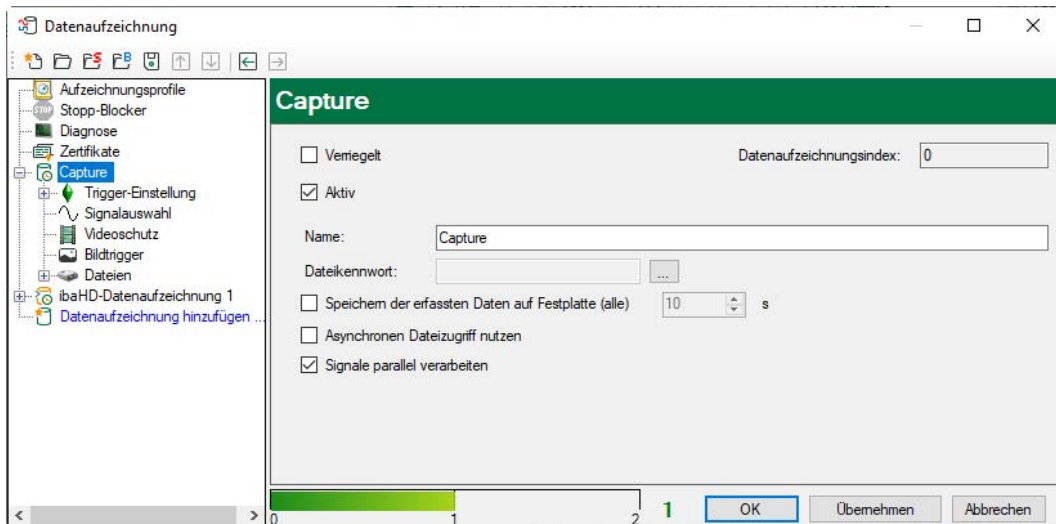 Datenaufzeichnung
Aufzeichnungsprofile
STOP Stopp-Blocker
Diagnose
Zertifikate
Capture
Trigger-Einstellung
Signalauswahl
Videoschutz
Bildtrigger
Dateien
ibaHD-Datenaufzeichnung 1
Datenaufzeichnung hinzufügen ...
Capture
Verriegelt
Datenaufzeichnungsindex: 0
Aktiv
Name: Capture
Dateikennwort: ...
Speichern der erfassten Daten auf Festplatte (alle) 10 s
Asynchronen Dateizugriff nutzen
Signale parallel verarbeiten
0 1 2
1
OK Übernehmen Abbrechen